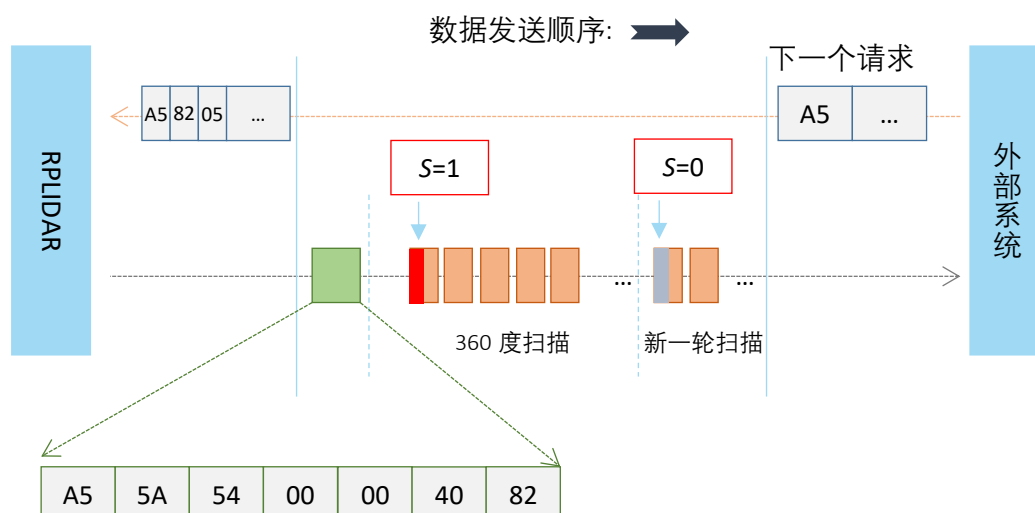 数据发送顺序:
下一个请求
A5 82 05 ...
A5 ...
RPLIDAR
外部系统
S=1
S=0
... ...
360 度扫描
新一轮扫描
A5 5A 54 00 00 40 82